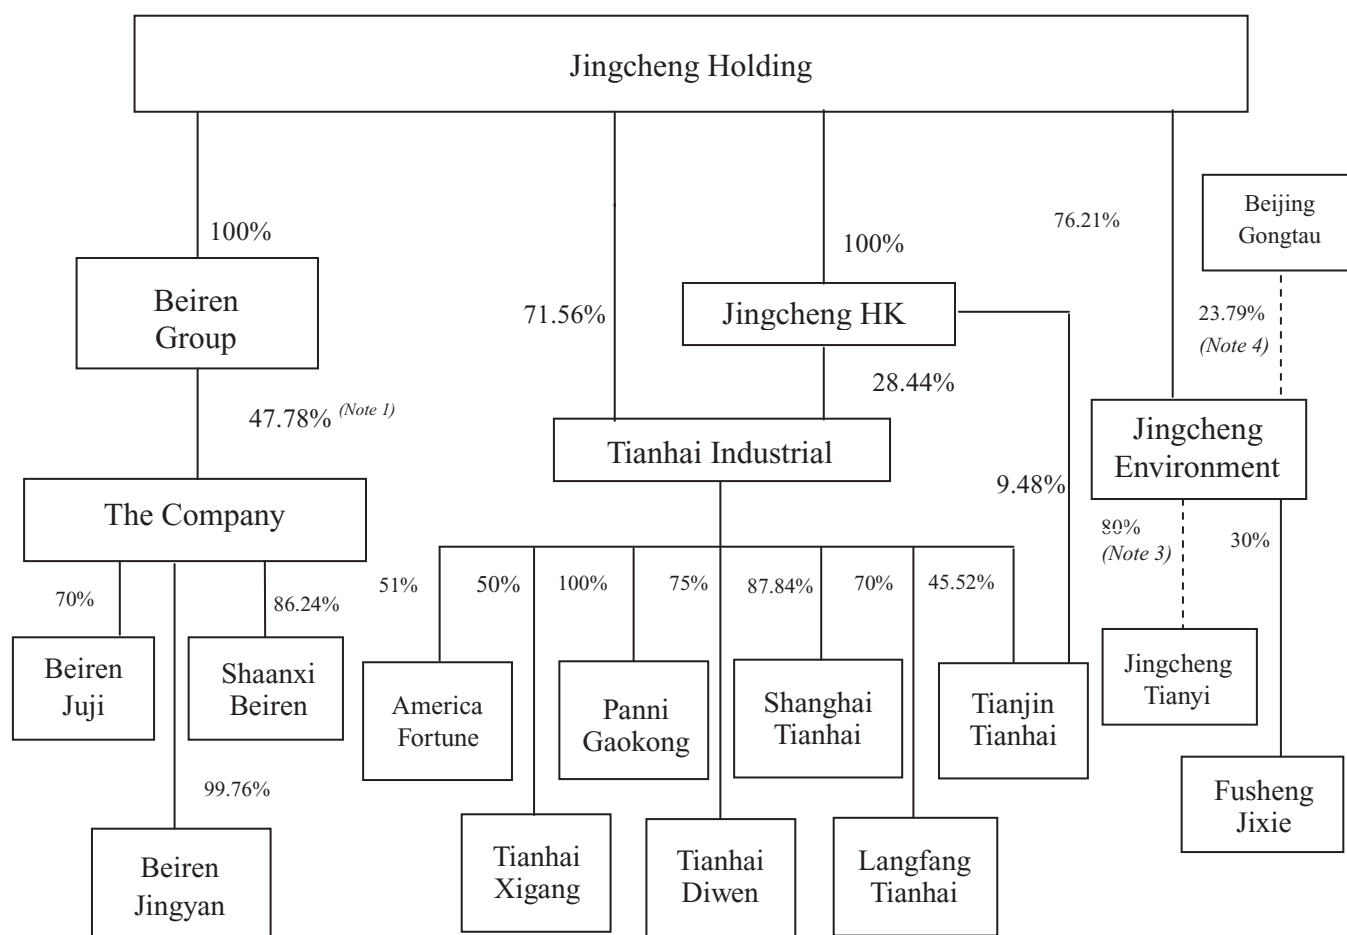 Jingcheng Holding
100%
71.56%
100%
76.21%
Beijing
Gongtau
Beiren
Group
Jingcheng HK
23.79%
(Note 4)
28.44%
47.78% (Note 1)
Tianhai Industrial
9.48%
Jingcheng
Environment
The Company
80%
(Note 3)
30%
70%
86.24%
51%
50%
100%
75%
87.84%
70%
45.52%
Beiren
Juji
Shaanxi
Beiren
America
Fortune
Panni
Gaokong
Shanghai
Tianhai
Tianjin
Tianhai
Jingcheng
Tianyi
99.76%
Fusheng
Jixie
Beiren
Jingyan
Tianhai
Xigang
Tianhai
Diwen
Langfang
Tianhai